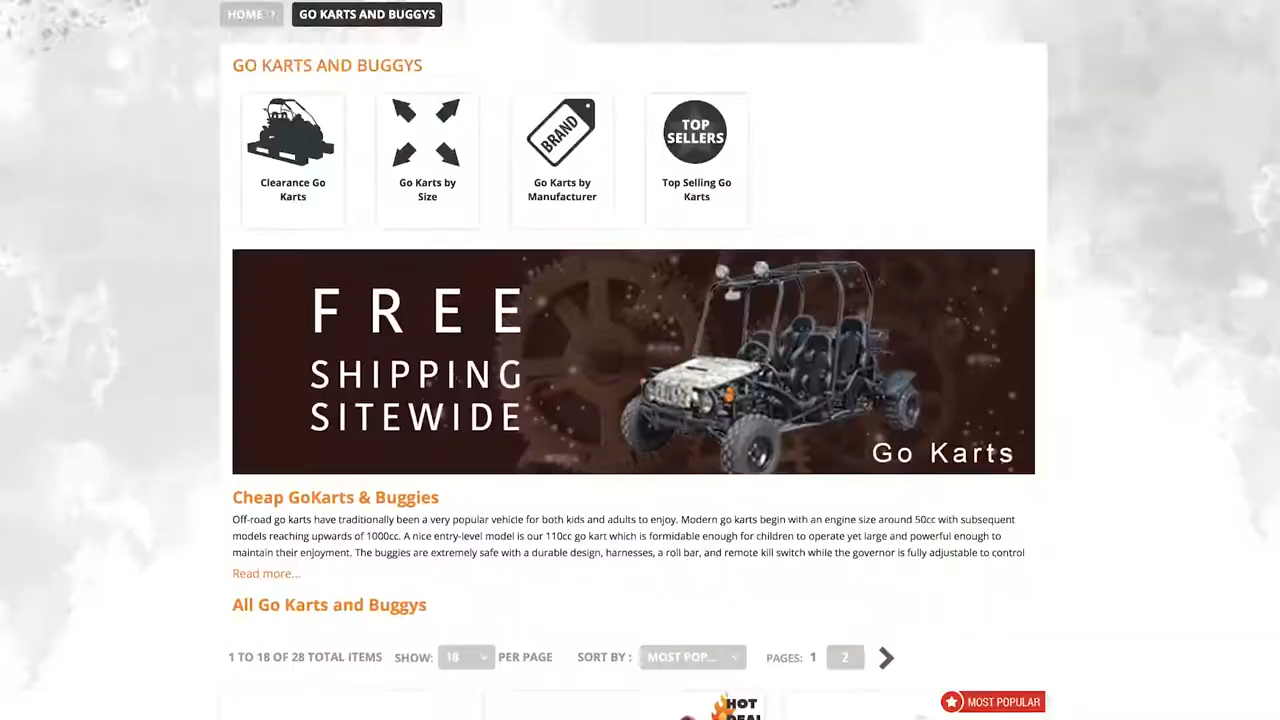 HOME
GO KARTS AND BUGGYS
GO KARTS AND BUGGYS
BRAND
TOP
SELLERS
Clearance Go
Karts
Go Karts by
Size
Go Karts by
Manufacturer
Top Selling Go
Karts
FREE
SHIPPING
SITEWIDE
Go Karts
Cheap GoKarts & Buggies
Off-road go karts have traditionally been a very popular vehicle for both kids and adults to enjoy. Modern go karts begin with an engine size around 50cc with subsequent
models reaching upwards of 1000cc. A nice entry-level model is our 110cc go kart which is formidable enough for children to operate yet large and powerful enough to
maintain their enjoyment. The buggies are extremely safe with a durable design, harnesses, a roll bar, and remote kill switch while the governor is fully adjustable to control
Read more...
All Go Karts and Buggys
1 TO 18 OF 28 TOTAL ITEMS SHOW: 18 PER PAGE SORT BY : MOST POP... PAGES: 1 2
HOT
DEAL
MOST POPULAR